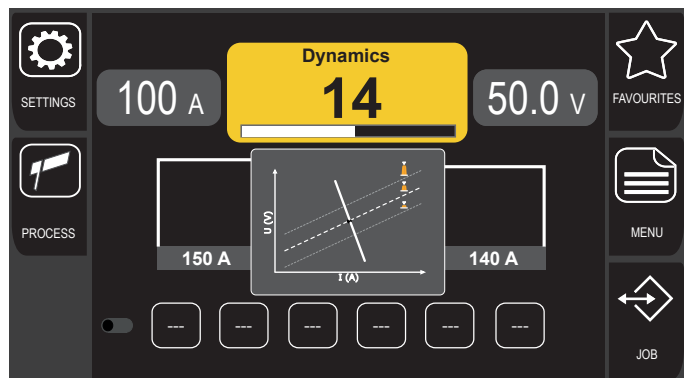 SETTINGS
PROCESS
100 A
Dynamics
14
50.0 V
U (V)
I (A)
150 A
140 A
---
---
---
---
---
---
FAVOURITES
MENU
JOB